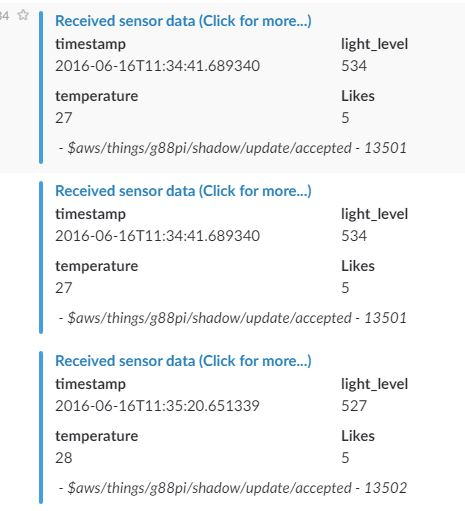 34
Received sensor data (Click for more...)
timestamp light_level
2016-06-16T11:34:41.689340 534
temperature Likes
27 5
- $aws/things/g88pi/shadow/update/accepted - 13501
Received sensor data (Click for more...)
timestamp light_level
2016-06-16T11:34:41.689340 534
temperature Likes
27 5
- $aws/things/g88pi/shadow/update/accepted - 13501
Received sensor data (Click for more...)
timestamp light_level
2016-06-16T11:35:20.651339 527
temperature Likes
28 5
- $aws/things/g88pi/shadow/update/accepted - 13502